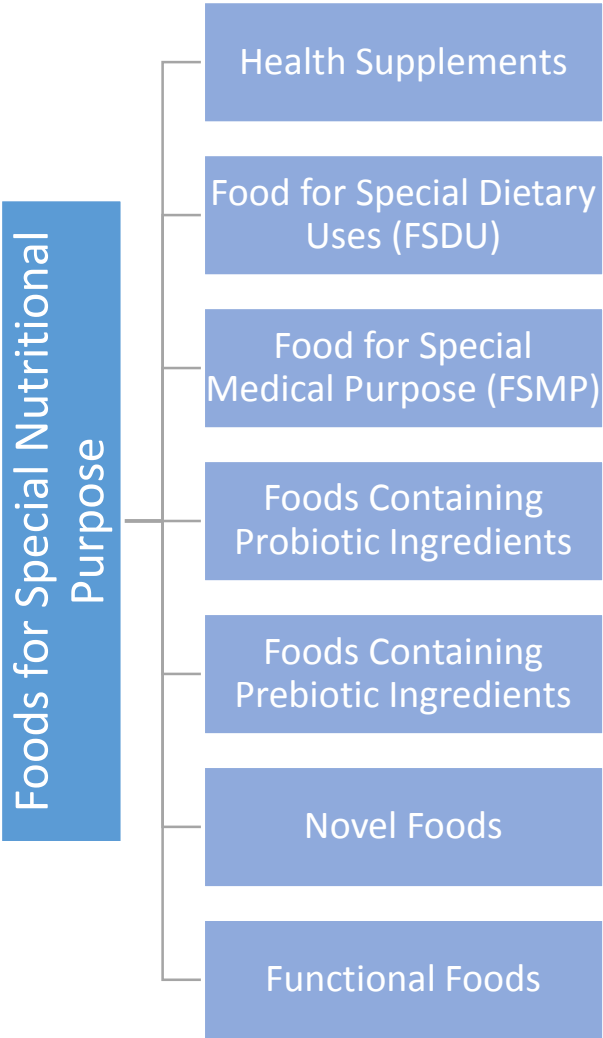 Foods for Special Nutritional
Purpose
Health Supplements
Food for Special Dietary
Uses (FSDU)
Food for Special
Medical Purpose (FSMP)
Foods Containing
Probiotic Ingredients
Foods Containing
Prebiotic Ingredients
Novel Foods
Functional Foods